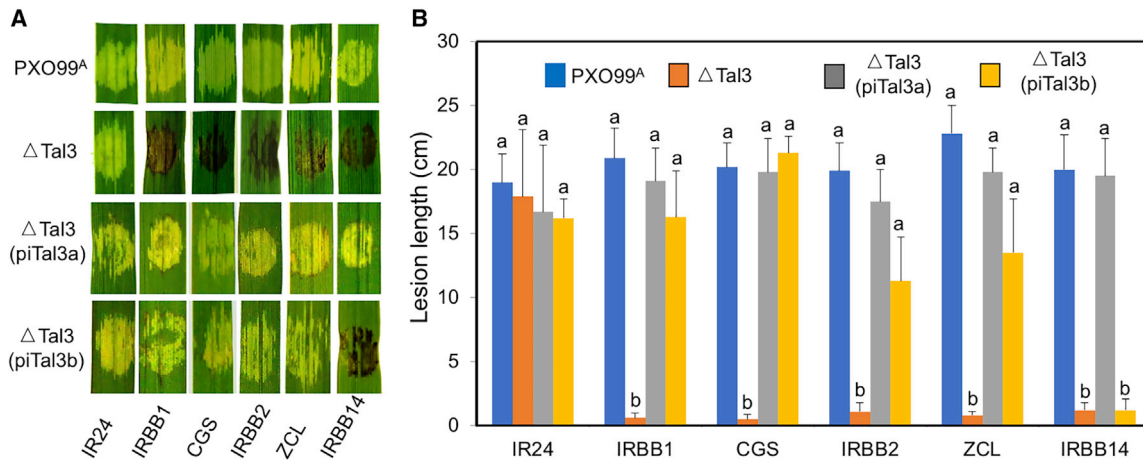 A
PXO99ᴬ
△Tal3
△Tal3
(piTal3a)
△Tal3
(piTal3b)
IR24
IRBB1
CGS
IRBB2
ZCL
IRBB14
B
Lesion length (cm)
30
25
20
15
10
5
0
PXO99ᴬ
△Tal3
△Tal3
(piTal3a)
△Tal3
(piTal3b)
a a a a
a b a a
a b a a
a b a a
a b a a
a b a b
IR24 IRBB1 CGS IRBB2 ZCL IRBB14